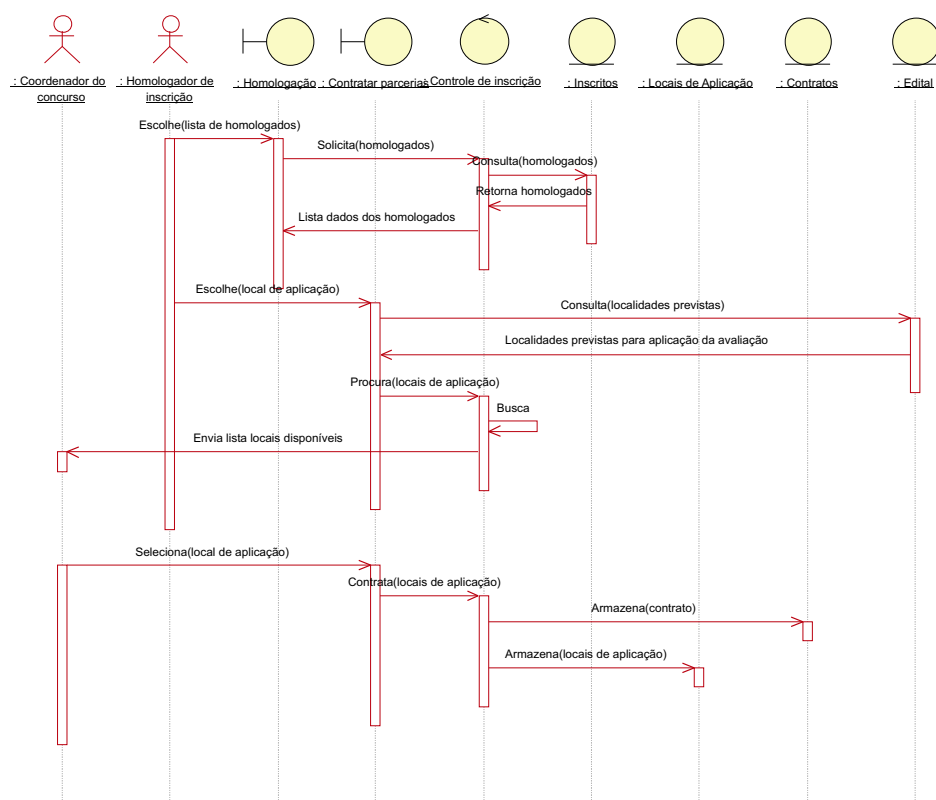 : Coordenador do
concurso
: Homologador de
inscrição
: Homologação
: Contratar parcerias
: Controle de inscrição
: Inscritos
: Locais de Aplicação
: Contratos
: Edital
Escolhe(lista de homologados)
Solicita(homologados)
Consulta(homologados)
Retorna homologados
Lista dados dos homologados
Escolhe(local de aplicação)
Consulta(localidades previstas)
Localidades previstas para aplicação da avaliação
Procura(locais de aplicação)
Busca
Envia lista locais disponíveis
Seleciona(local de aplicação)
Contrata(locais de aplicação)
Armazena(contrato)
Armazena(locais de aplicação)